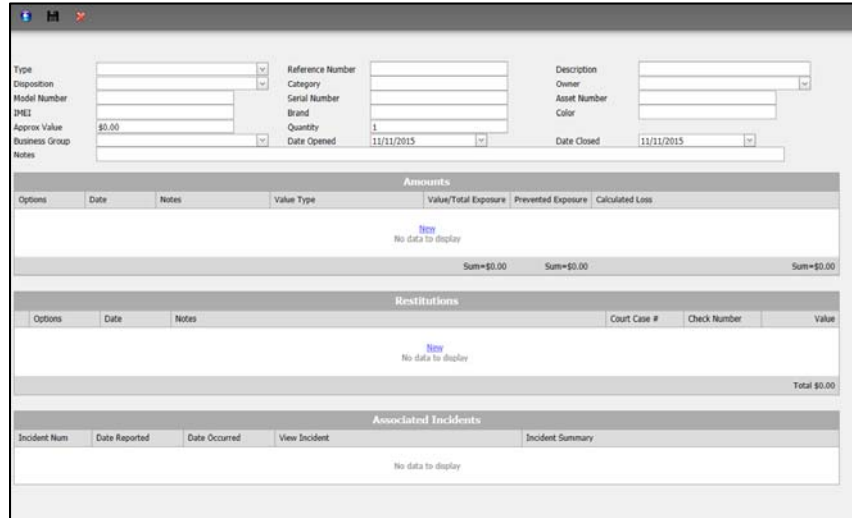 Type Reference Number Description
Disposition Category Owner
Model Number Serial Number Asset Number
IMEI Brand Color
Approx Value $0.00 Quantity 1
Business Group Date Opened 11/11/2015 Date Closed 11/11/2015
Notes
Amounts
Options Date Notes Value Type Value/Total Exposure Prevented Exposure Calculated Loss
New
No data to display
Sum=$0.00 Sum=$0.00 Sum=$0.00
Restitutions
Options Date Notes Court Case # Check Number Value
New
No data to display
Total $0.00
Associated Incidents
Incident Num Date Reported Date Occurred View Incident Incident Summary
No data to display